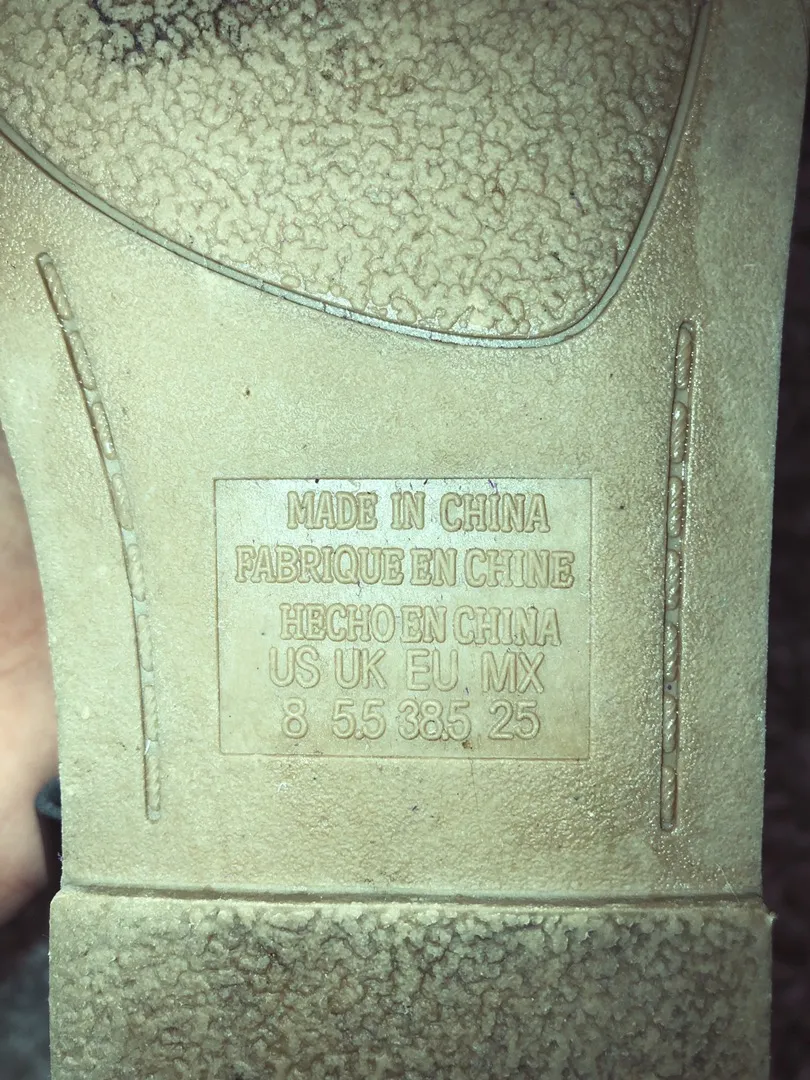 MADE IN CHINA
FABRIQUE EN CHINE
HECHO EN CHINA
US UK EU MX
8 5.5 38.5 25